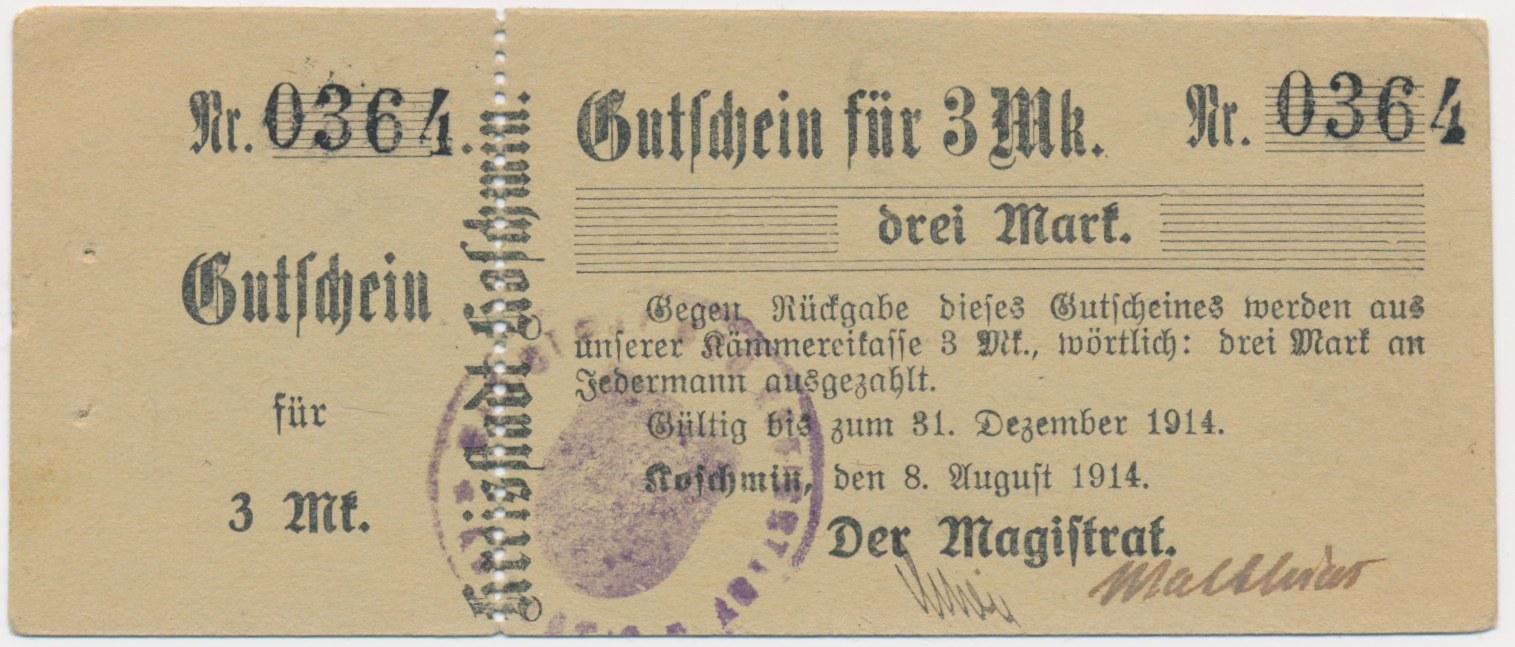 Nr. 0364.
Gutschein
für
3 Mk.
Kreisstadt Koschmin.
Gutschein für 3 Mk. Nr. 0364
drei Mark.
Gegen Rückgabe dieses Gutscheines werden aus
unserer Kämmereikasse 3 Mk., wörtlich: drei Mark an
Jedermann ausgezahlt.
Gültig bis zum 31. Dezember 1914.
Koschmin, den 8. August 1914.
Der Magistrat.